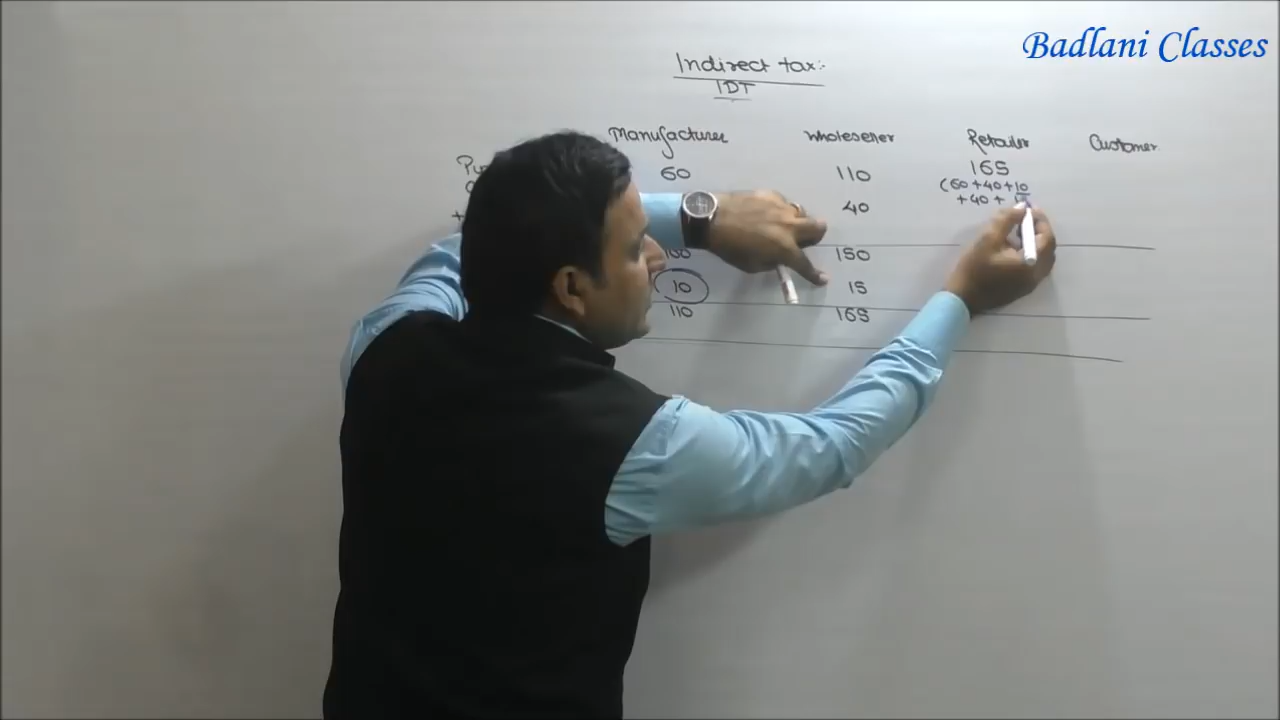 Badlani Classes
Indirect tax:-
IDT
Manufacturer Wholeseller Retailer Customer
60 110 165
(60+40+10
40 +40+
100 150
10 15
110 165